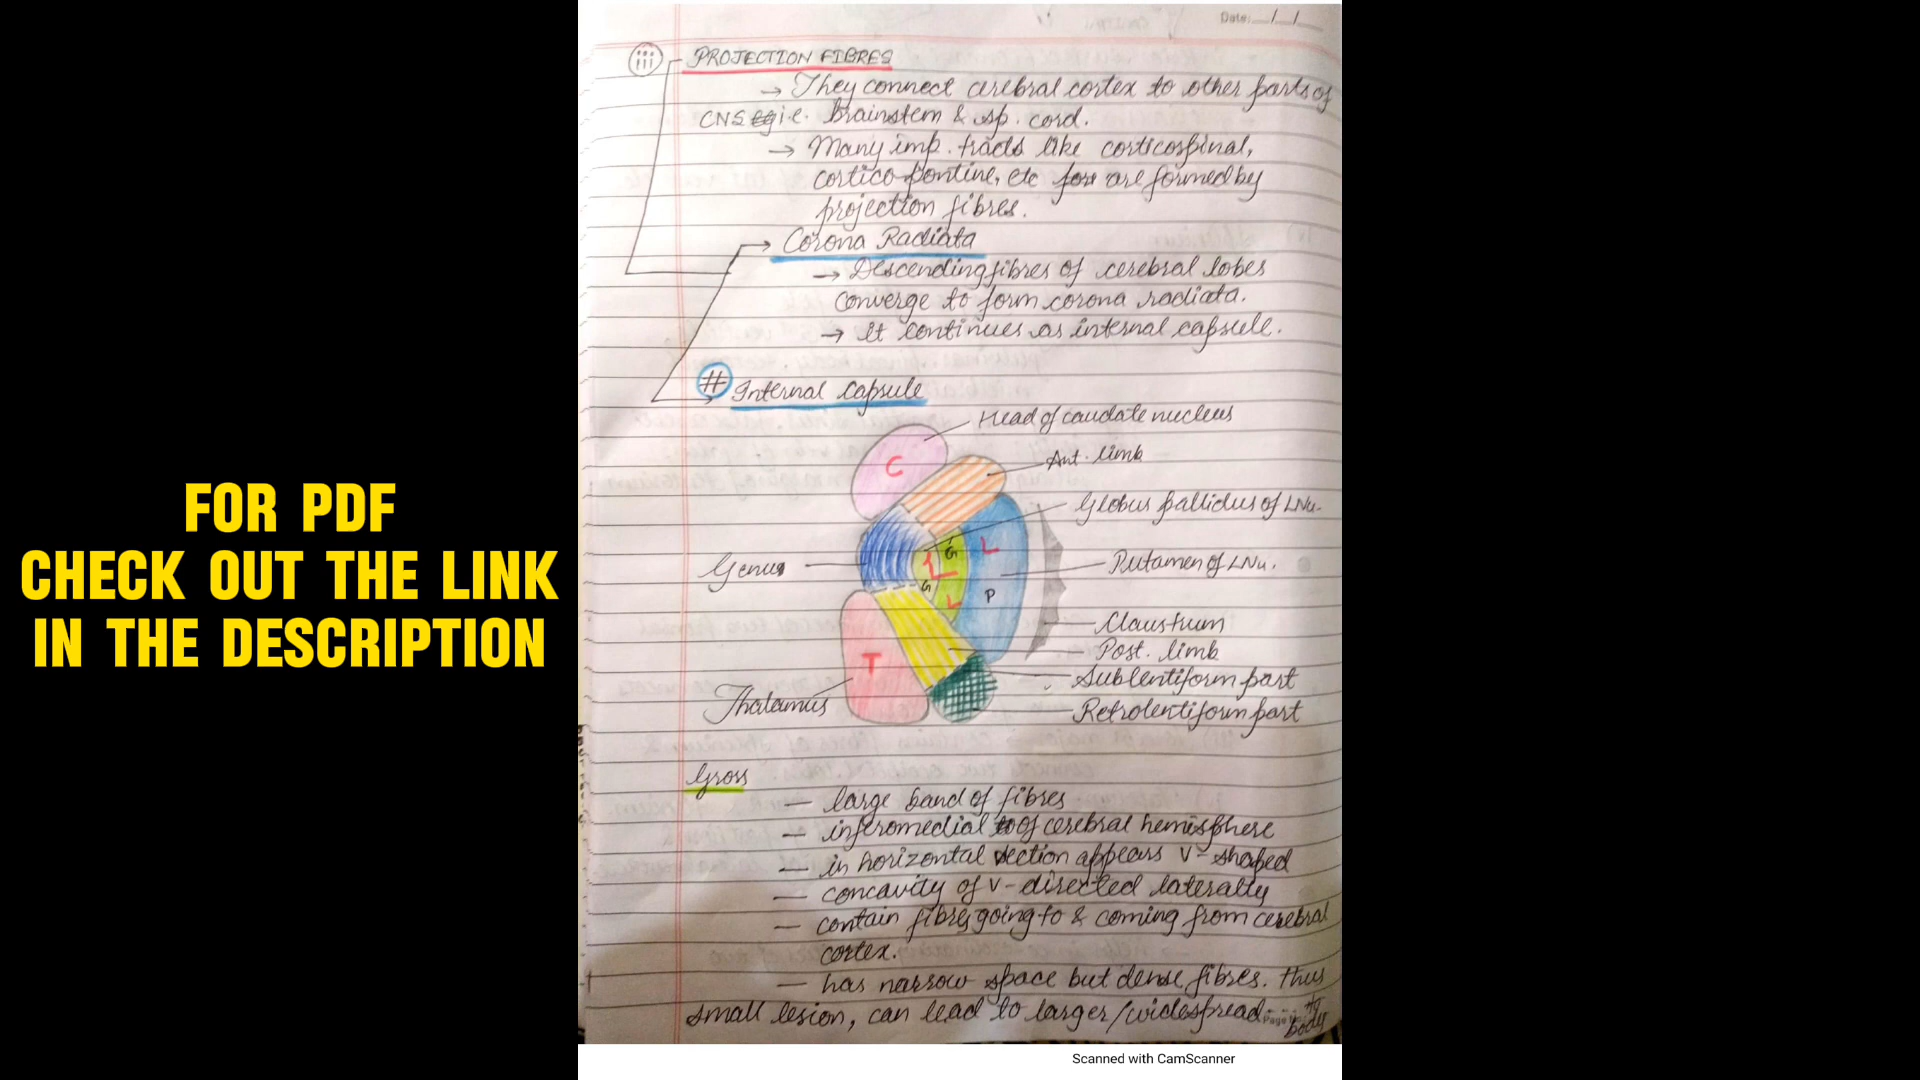 FOR PDF
CHECK OUT THE LINK
IN THE DESCRIPTION
Date: __/__/__
iii PROJECTION FIBRES
→ They connect cerebral cortex to other parts of
CNS i.e. brainstem & sp. cord.
→ Many imp. tracts like corticospinal,
cortico-pontine, etc are formed by
projection fibres.
→ Corona Radiata
→ Descending fibres of cerebral lobes
converge to form corona radiata.
→ It continues as internal capsule.
# Internal Capsule
Head of caudate nucleus
C
Ant. limb
Globus pallidus of LNu.
G L
Genu
Putamen of LNu.
G L P
Claustrum
Post. limb
T
Sublentiform part
Thalamus
Retrolentiform part
Gross
— large band of fibres
— inferomedial of cerebral hemisphere
— in horizontal section appears V-shaped
— concavity of V-directed laterally
— contain fibres going to & coming from cerebral
cortex.
— has narrow space but dense fibres. thus
small lesion, can lead to larger/widespread
body
Scanned with CamScanner